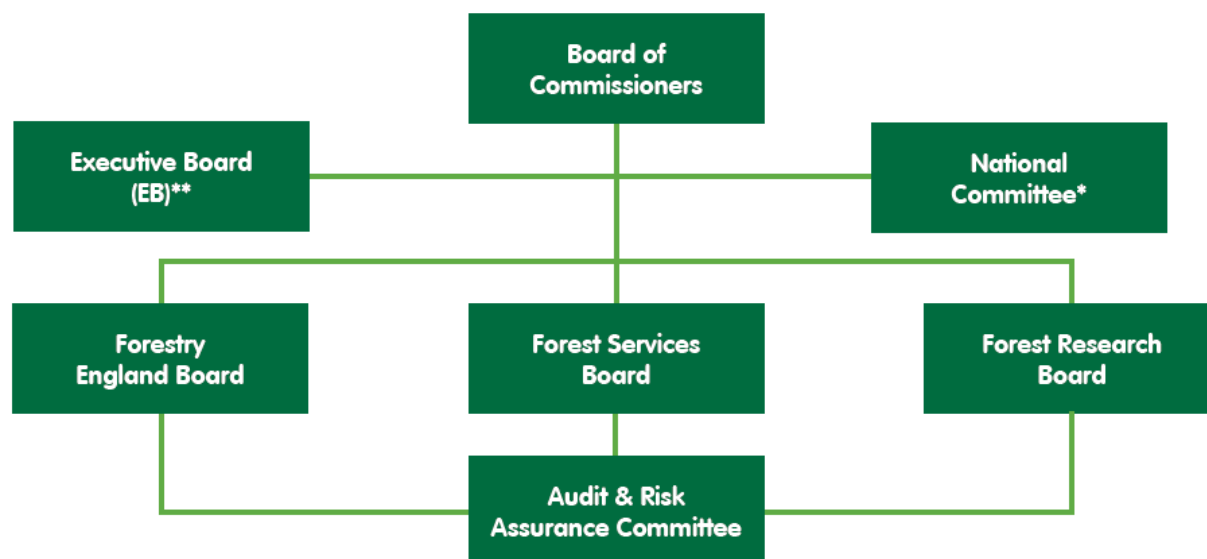 Board of
Commissioners
Executive Board
(EB)**
National
Committee*
Forestry
England Board
Forest Services
Board
Forest Research
Board
Audit & Risk
Assurance Committee